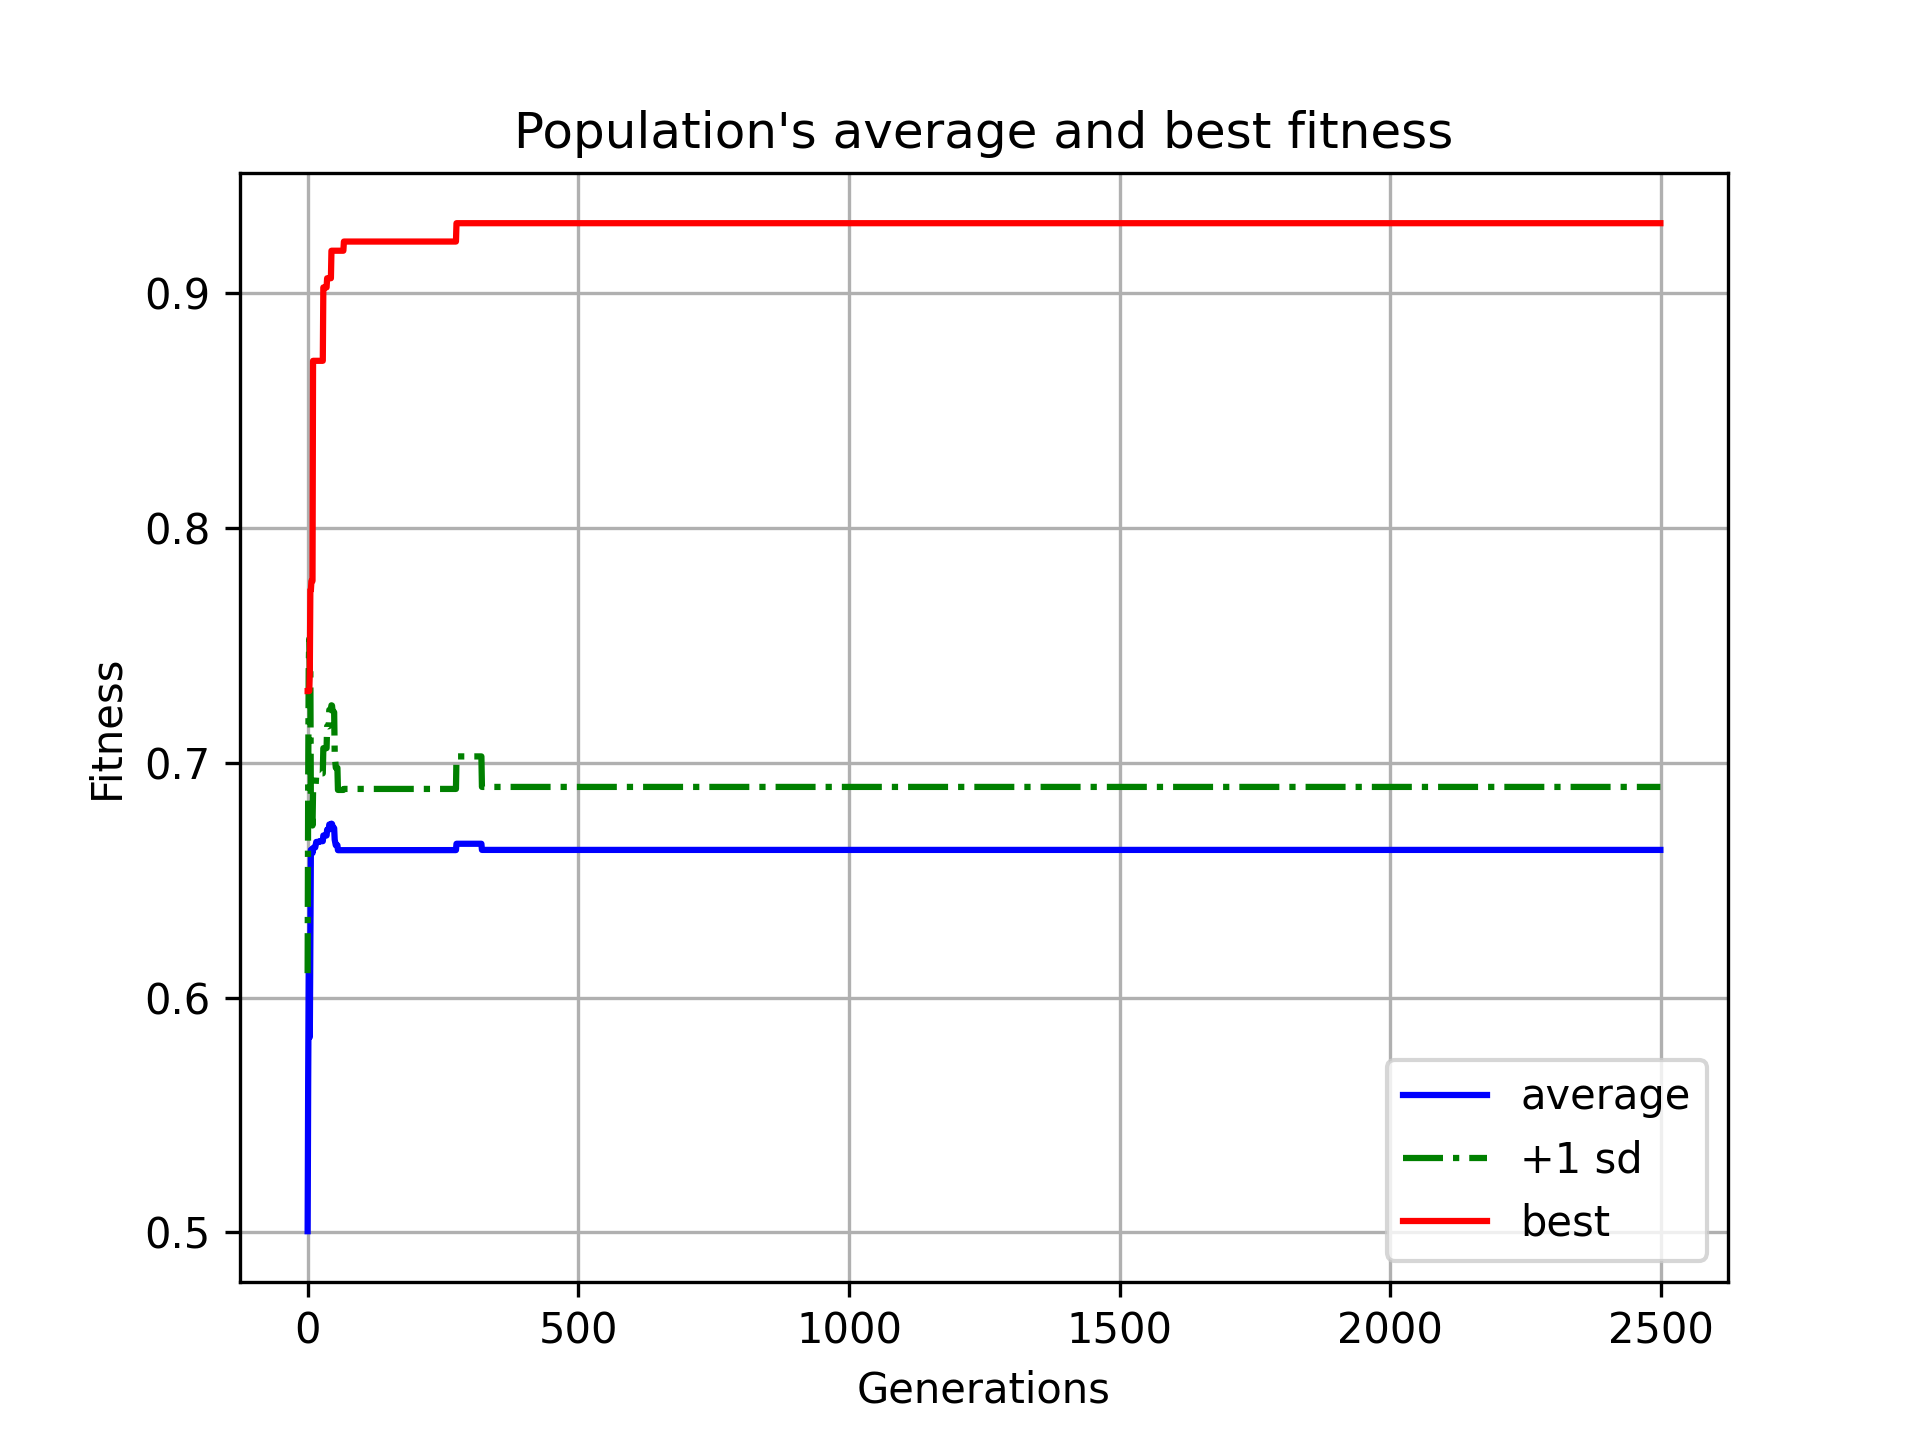 Population's average and best fitness
Fitness
0.9
0.8
0.7
0.6
0.5
0
500
1000
1500
2000
2500
Generations
average
+1 sd
best